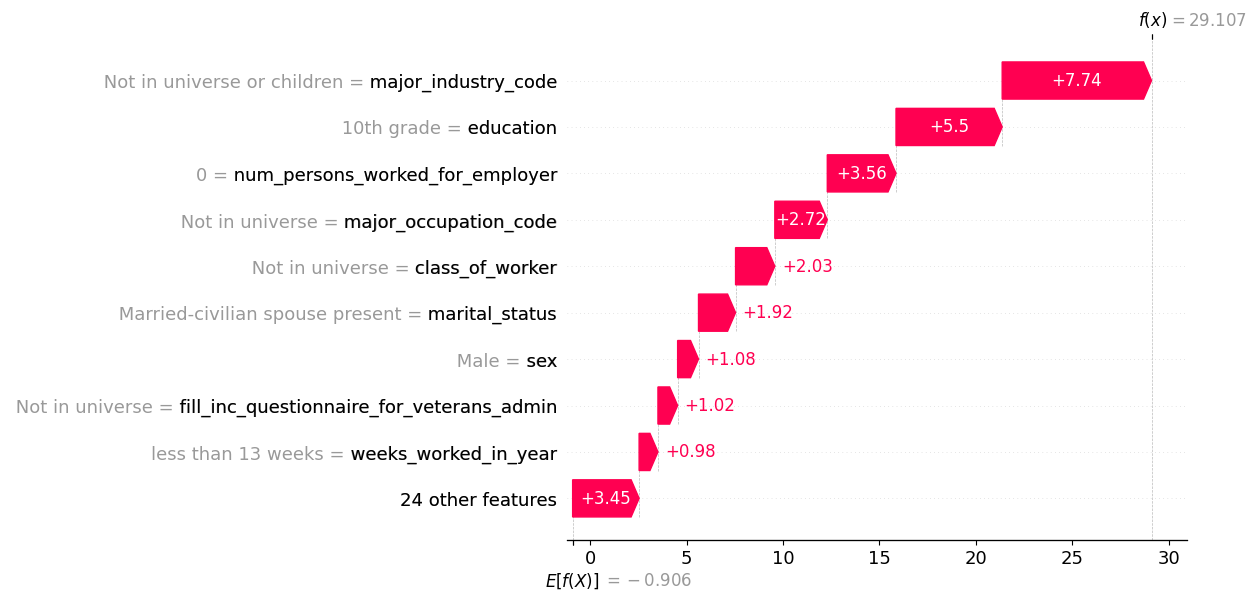 f(x) = 29.107
Not in universe or children = major_industry_code +7.74
10th grade = education +5.5
0 = num_persons_worked_for_employer +3.56
Not in universe = major_occupation_code +2.72
Not in universe = class_of_worker +2.03
Married-civilian spouse present = marital_status +1.92
Male = sex +1.08
Not in universe = fill_inc_questionnaire_for_veterans_admin +1.02
less than 13 weeks = weeks_worked_in_year +0.98
24 other features +3.45
0 5 10 15 20 25 30
E[f(X)] = −0.906